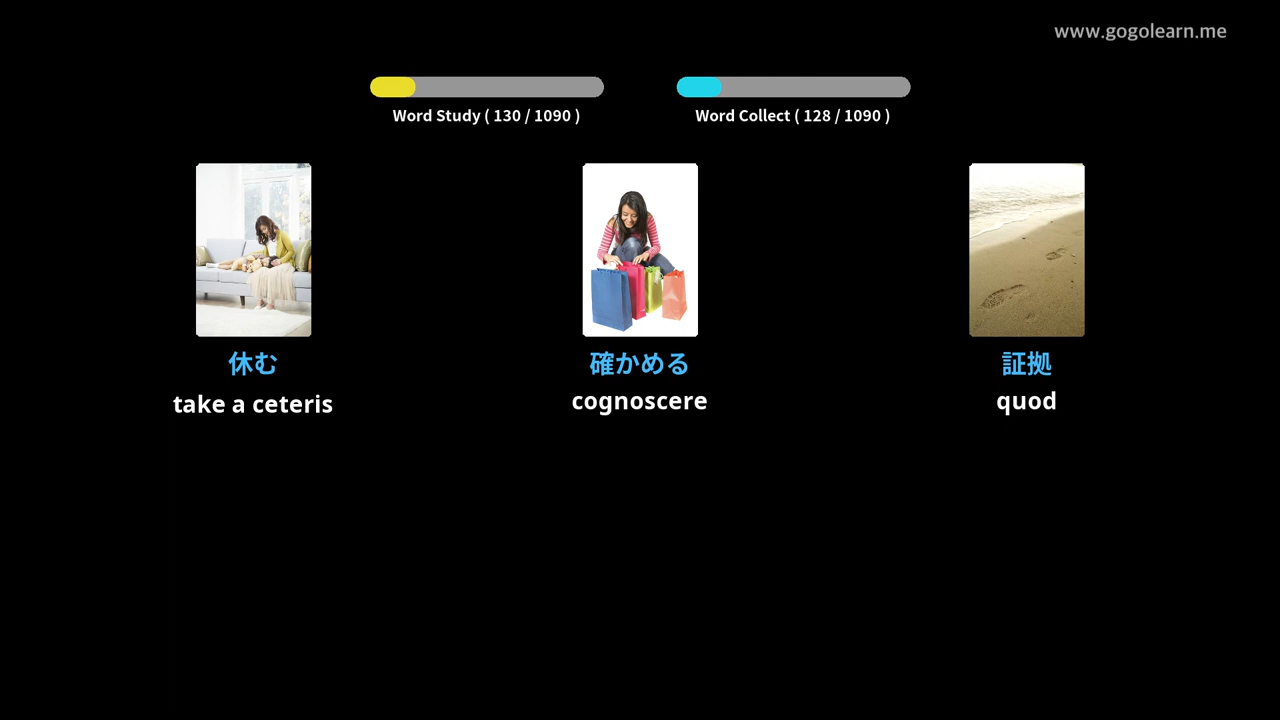 www.gogolearn.me
Word Study ( 130 / 1090 )
Word Collect ( 128 / 1090 )
休む
確かめる
証拠
take a ceteris
cognoscere
quod